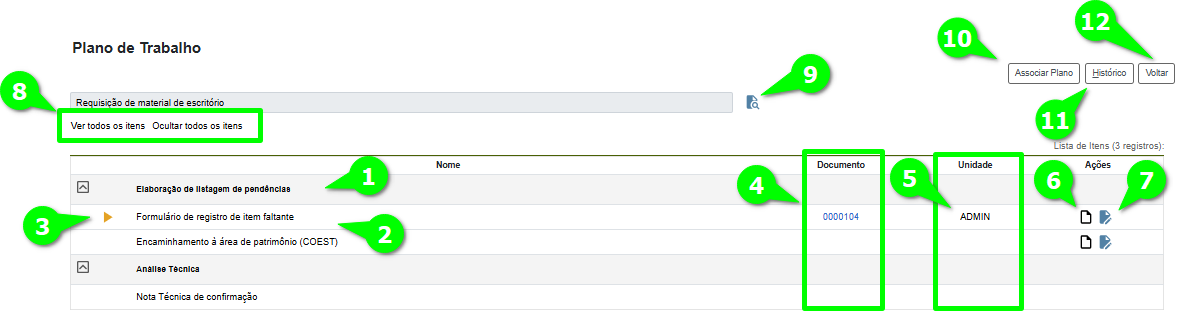 12
10
Plano de Trabalho
Associar Plano Histórico Voltar
9
8
Requisição de material de escritório
11
Ver todos os itens Ocultar todos os itens
Lista de Itens (3 registros):
Nome Documento Unidade Ações
1 4 5 6 7
Elaboração de listagem de pendências
3 Formulário de registro de item faltante 2 0000104 ADMIN
Encaminhamento à área de patrimônio (COEST)
Análise Técnica
Nota Técnica de confirmação